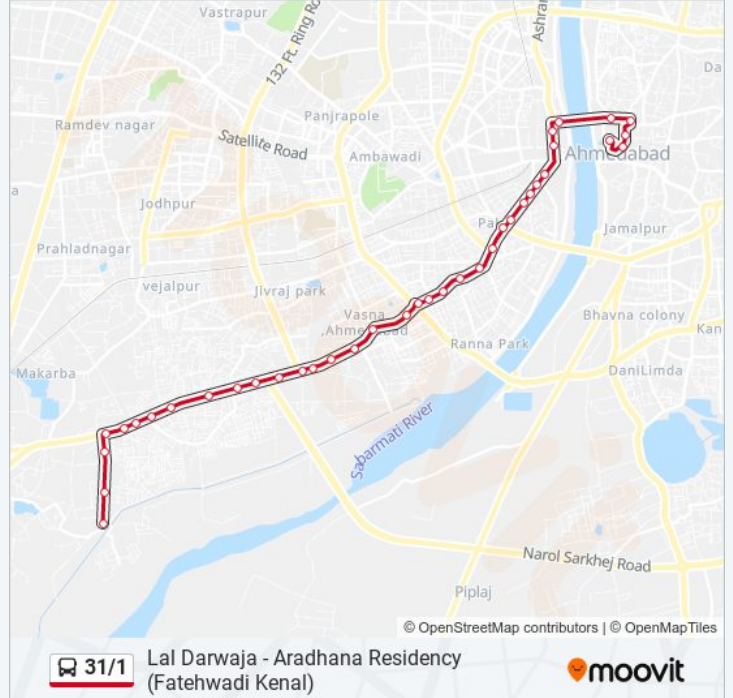 Vastrapur
132 Ft. Ring Ro
Ashran
Da
Panjrapole
Ramdev nagar
Satellite Road
Ambawadi
Ahmedabad
a
Jodhpur
Pal
Jamalpur
Prahladnagar
vejalpur
Jivraj park
Vasna
,Ahmedabad
Bhavna colony
Kan
Ranna Park
Makarba
DaniLimda
Sabarmati River
Narol Sarkhej Road
Piplaj
© OpenStreetMap contributors | © OpenMapTiles
31/1
Lal Darwaja - Aradhana Residency
(Fatehwadi Kenal)
moovit